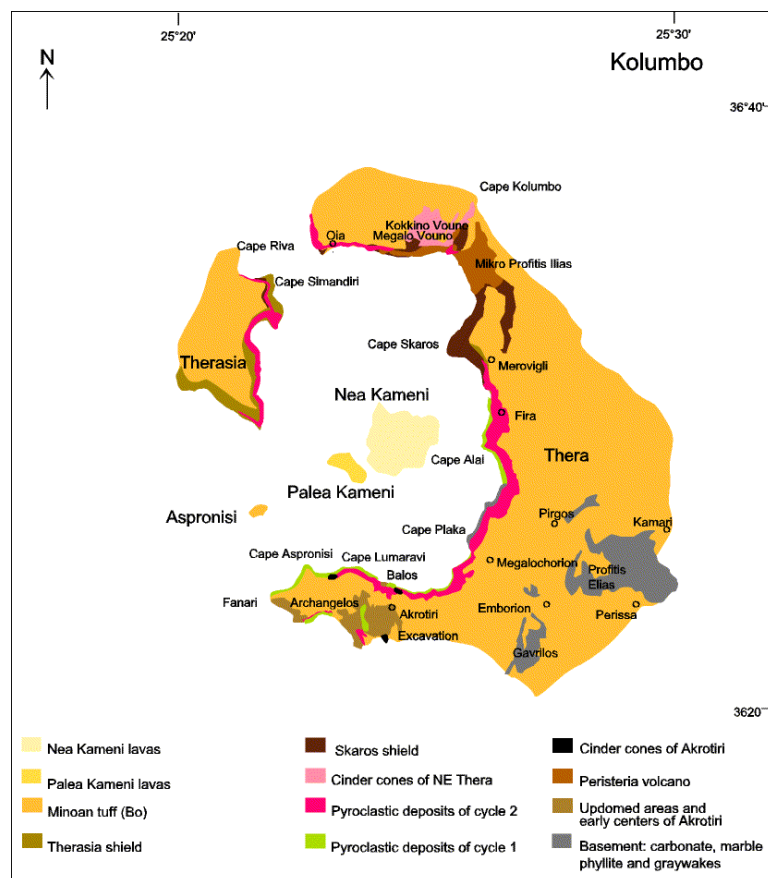 25°20'
25°30'
N
Kolumbo
36°40'
Cape Kolumbo
Kokkino Voune
Oia
Megalo Vouno
Cape Riva
Mikro Profitis Ilias
Cape Simandiri
Cape Skaros
Therasia
Merovigli
Nea Kameni
Fira
Thera
Cape Alai
Palea Kameni
Aspronisi
Pirgos
Kamari
Cape Plaka
Cape Aspronisi
Cape Lumaravi
Megalochorion
Profitis
Elias
Balos
Fanari
Archangelos
Akrotiri
Emborion
Perissa
Excavation
Gavrilos
3620
Nea Kameni lavas
Skaros shield
Cinder cones of Akrotiri
Palea Kameni lavas
Cinder cones of NE Thera
Peristeria volcano
Minoan tuff (Bo)
Pyroclastic deposits of cycle 2
Updomed areas and
early centers of Akrotiri
Therasia shield
Pyroclastic deposits of cycle 1
Basement: carbonate, marble
phyllite and graywakes